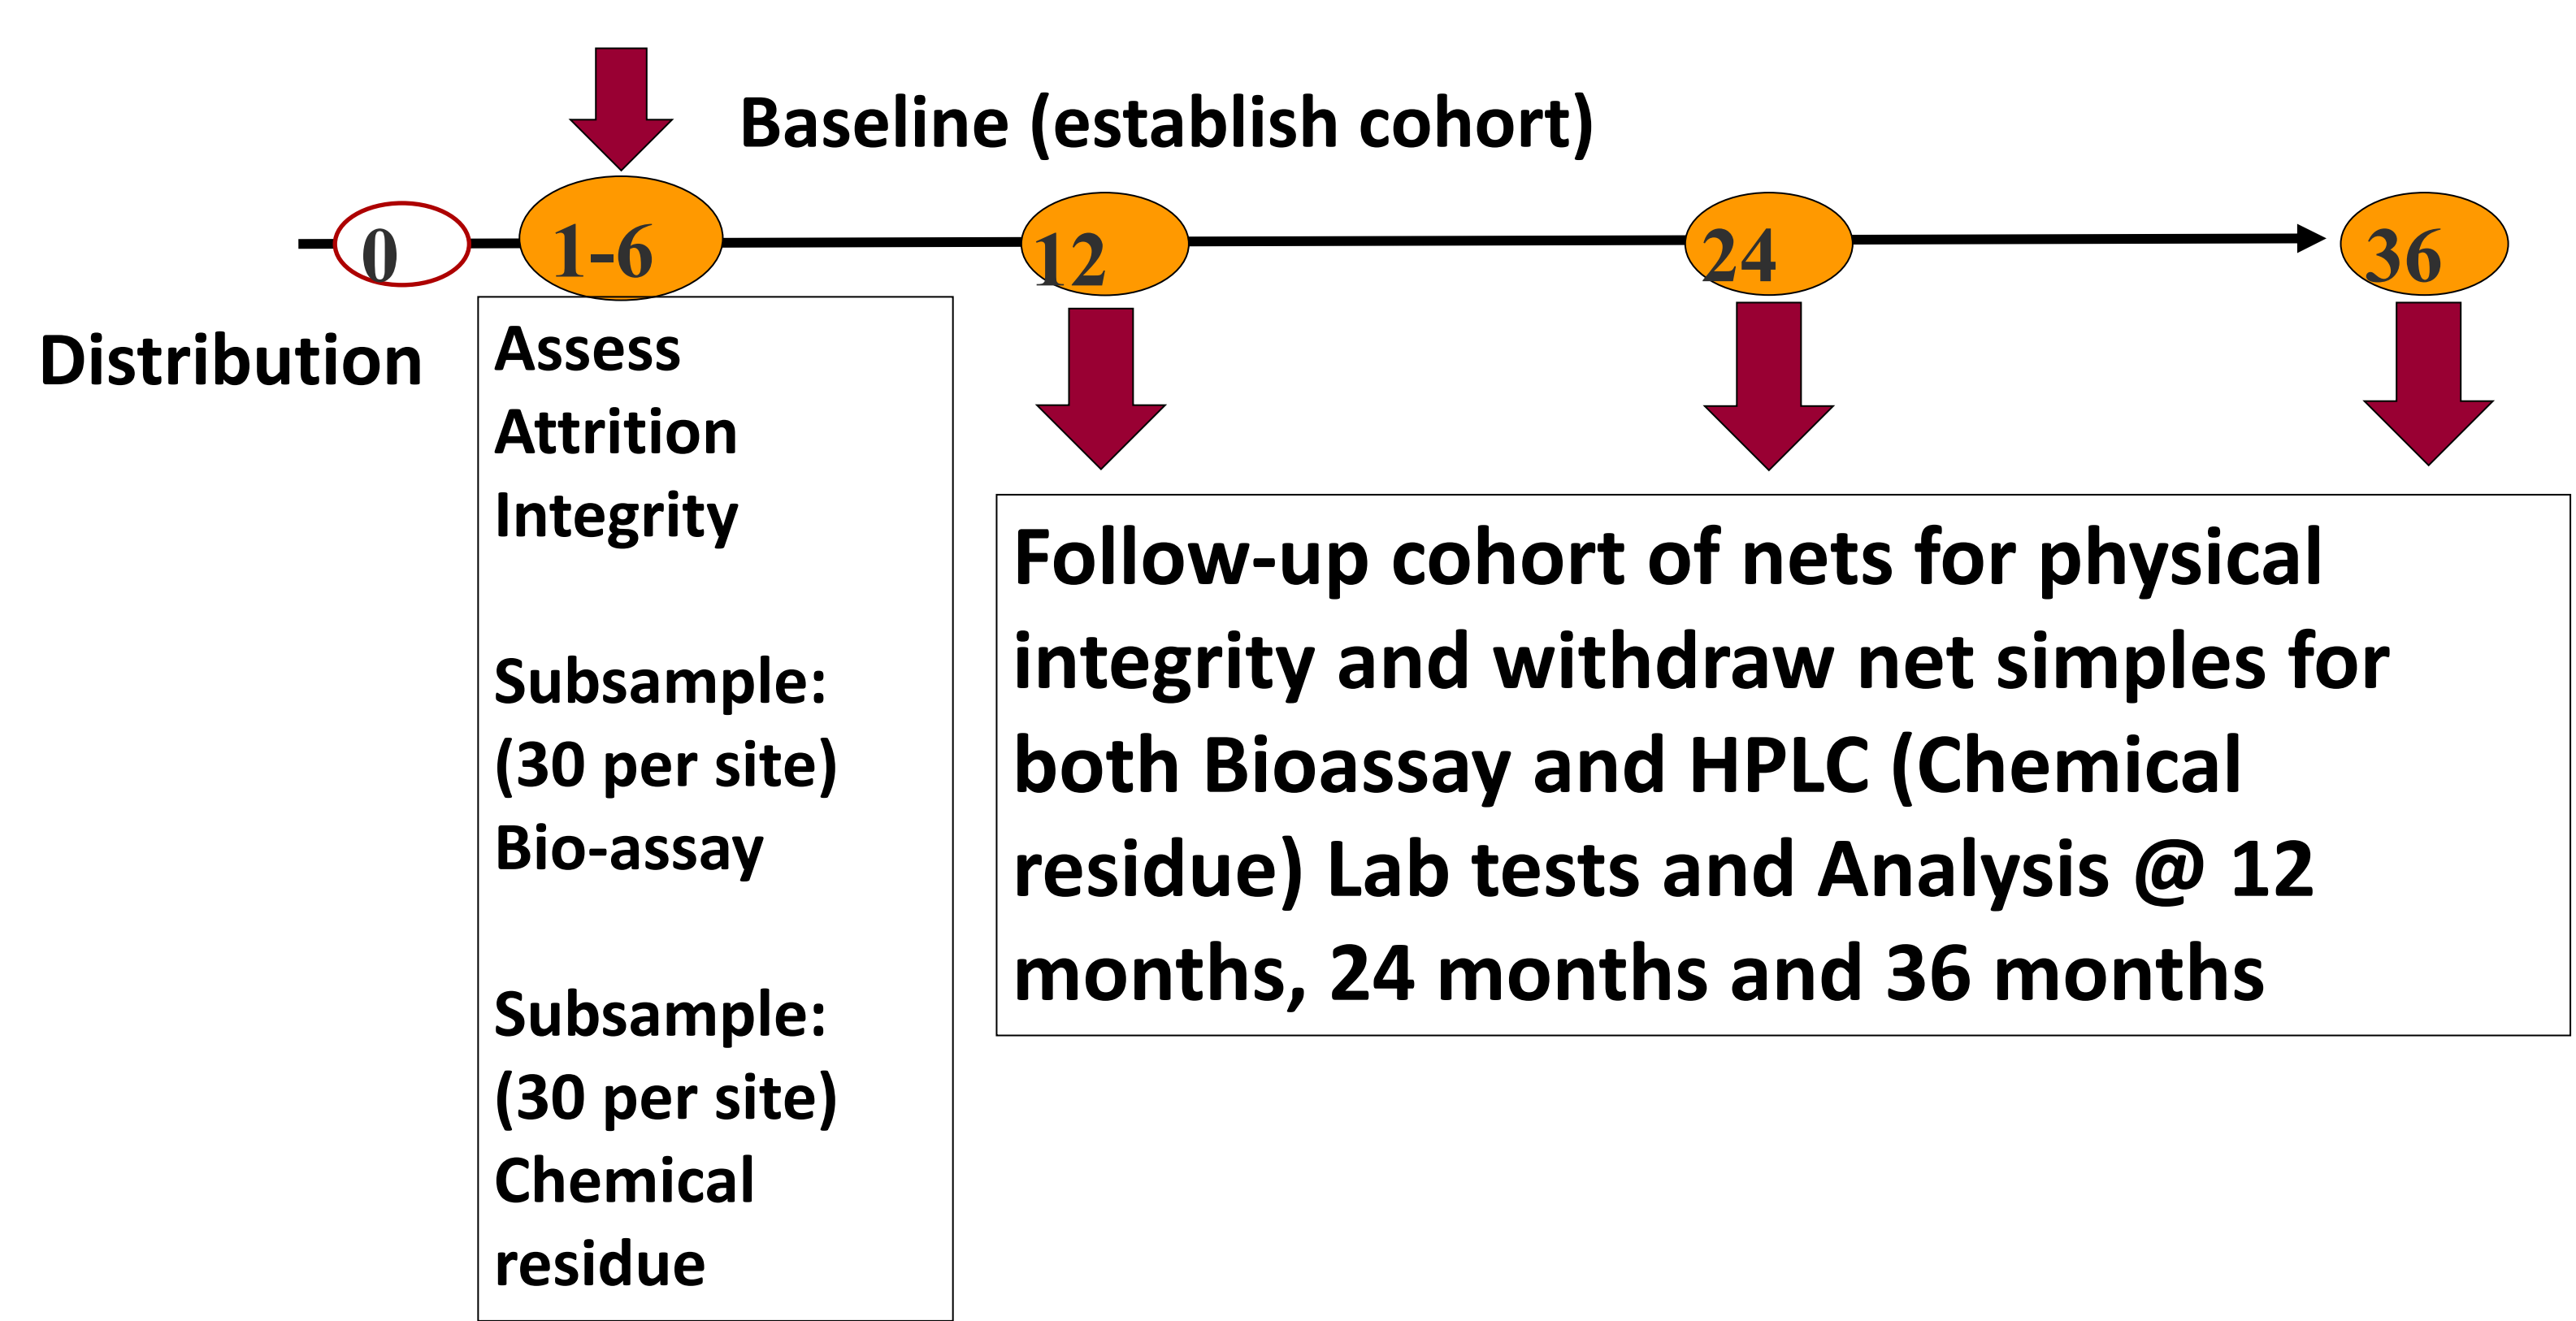 Baseline (establish cohort)
0
1-6
12
24
36
Distribution
Assess
Attrition
Integrity
Subsample:
(30 per site)
Bio-assay
Subsample:
(30 per site)
Chemical
residue
Follow-up cohort of nets for physical
integrity and withdraw net simples for
both Bioassay and HPLC (Chemical
residue) Lab tests and Analysis @ 12
months, 24 months and 36 months